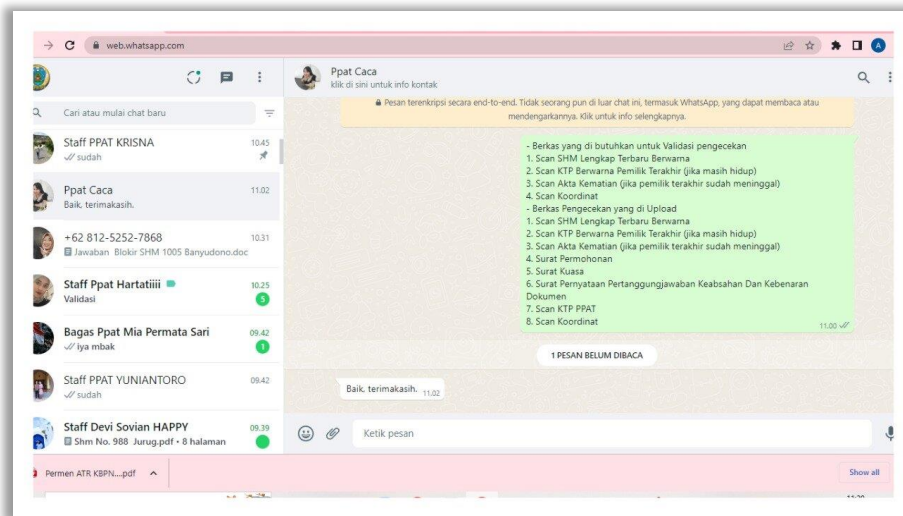 web.whatsapp.com
A
Cari atau mulai chat baru
Staff PPAT KRISNA 10.45
sudah
Ppat Caca 11.02
Baik, terimakasih.
+62 812-5252-7868 10.31
Jawaban Blokir SHM 1005 Banyudono.doc
Staff Ppat Hartatiiii 10.25
Validasi 5
Bagas Ppat Mia Permata Sari 09.42
iya mbak 1
Staff PPAT YUNIANTORO 09.42
sudah
Staff Devi Sovian HAPPY 09.39
Shm No. 988 Jurug.pdf • 8 halaman
Ppat Caca
klik di sini untuk info kontak
Pesan terenkripsi secara end-to-end. Tidak seorang pun di luar chat ini, termasuk WhatsApp, yang dapat membaca atau
mendengarkannya. Klik untuk info selengkapnya.
- Berkas yang di butuhkan untuk Validasi pengecekan
1. Scan SHM Lengkap Terbaru Berwarna
2. Scan KTP Berwarna Pemilik Terakhir (jika masih hidup)
3. Scan Akta Kematian (jika pemilik terakhir sudah meninggal)
4. Scan Koordinat
- Berkas Pengecekan yang di Upload
1. Scan SHM Lengkap Terbaru Berwarna
2. Scan KTP Berwarna Pemilik Terakhir (jika masih hidup)
3. Scan Akta Kematian (jika pemilik terakhir sudah meninggal)
4. Surat Permohonan
5. Surat Kuasa
6. Surat Pernyataan Pertanggungjawaban Keabsahan Dan Kebenaran
Dokumen
7. Scan KTP PPAT
8. Scan Koordinat
11.00
1 PESAN BELUM DIBACA
Baik, terimakasih. 11.02
Ketik pesan
Permen ATR KBPN....pdf
Show all